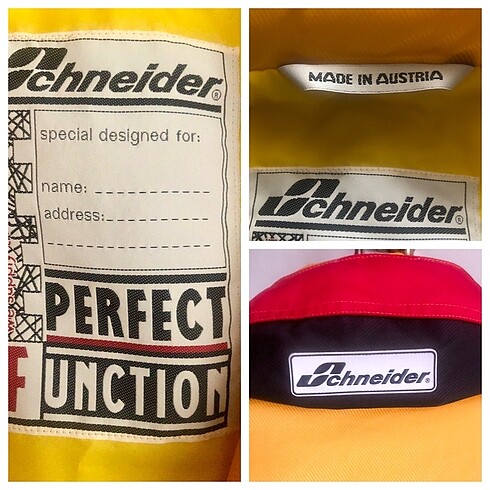 Schneider®
special designed for:
name:
address:
PERFECT
FUNCTION
MADE IN AUSTRIA
Schneider®
Schneider®